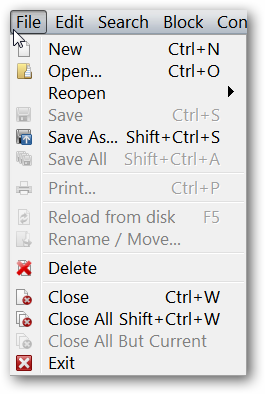 File Edit Search Block Con
New Ctrl+N
Open... Ctrl+O
Reopen
Save Ctrl+S
Save As... Shift+Ctrl+S
Save All Shift+Ctrl+A
Print... Ctrl+P
Reload from disk F5
Rename / Move...
Delete
Close Ctrl+W
Close All Shift+Ctrl+W
Close All But Current
Exit